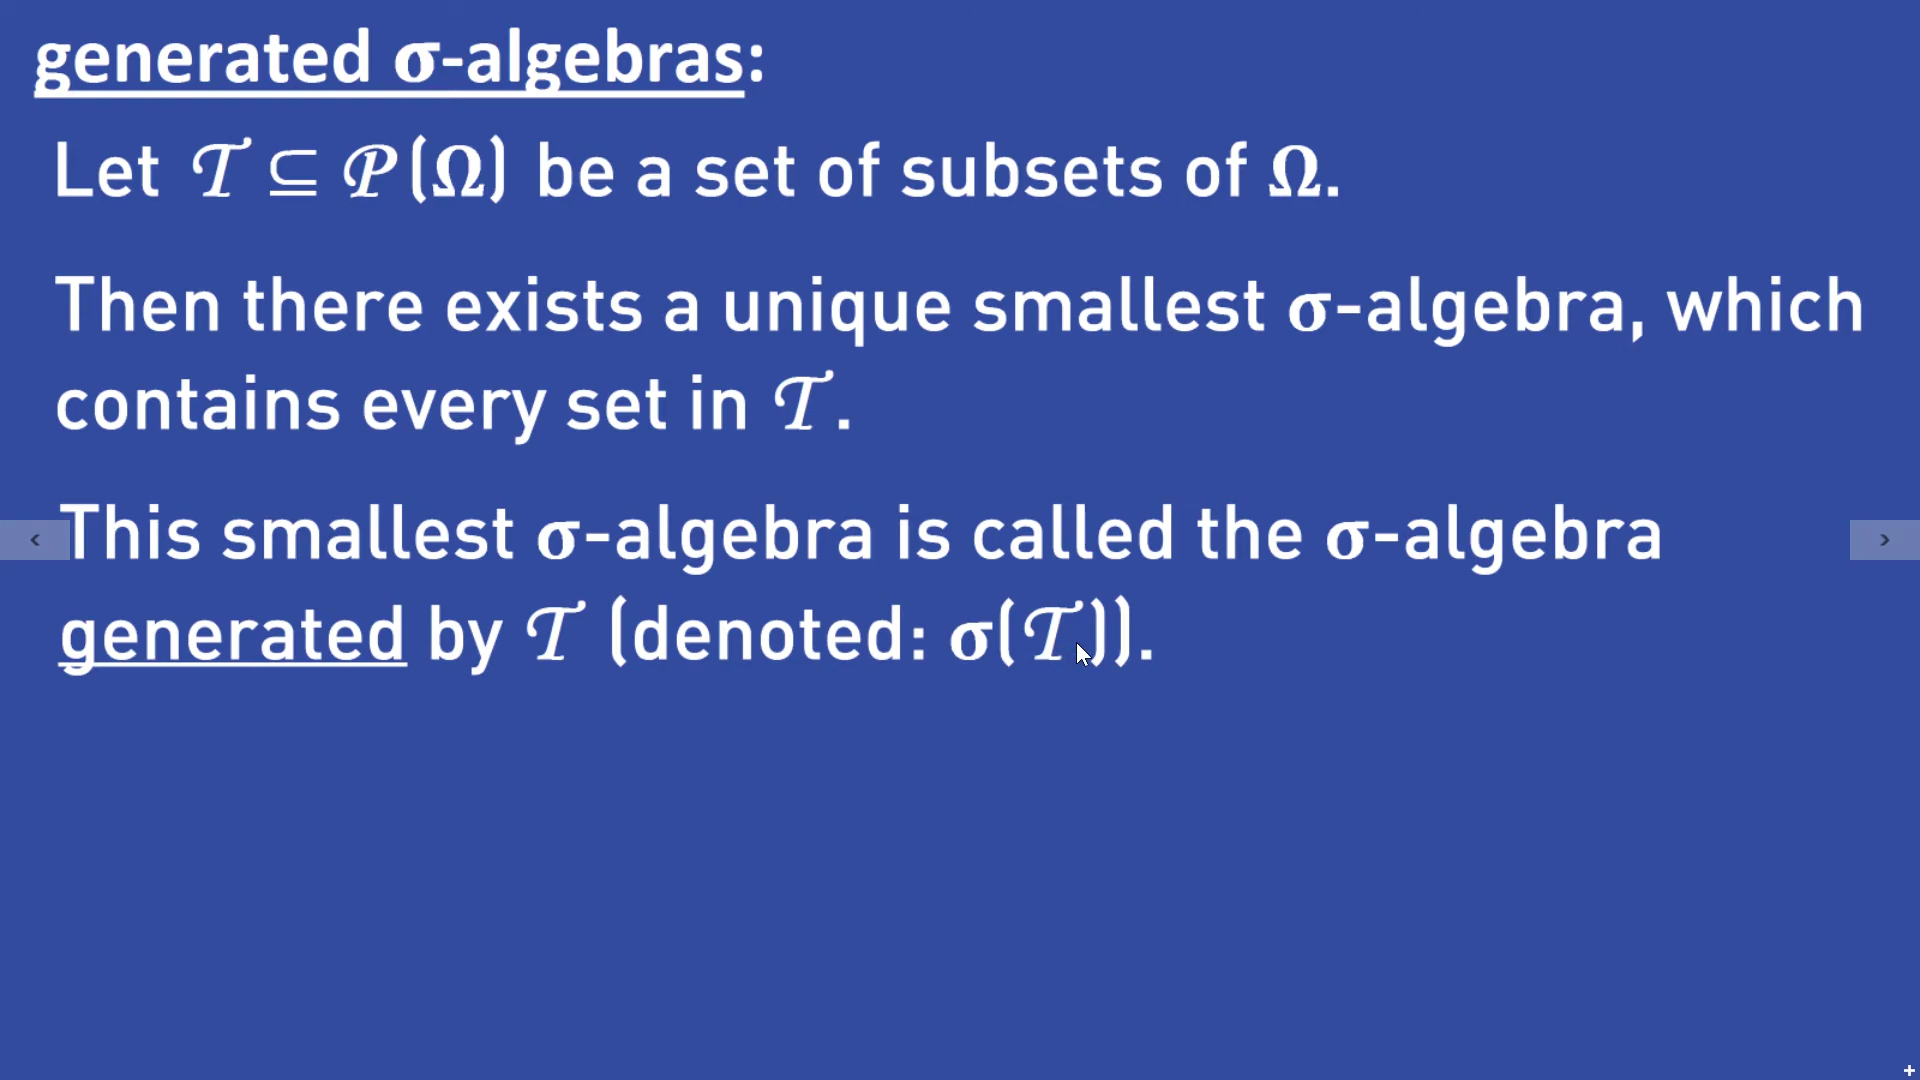 generated σ-algebras:
Let 𝒯 ⊆ 𝒫(Ω) be a set of subsets of Ω.
Then there exists a unique smallest σ-algebra, which
contains every set in 𝒯.
This smallest σ-algebra is called the σ-algebra
generated by 𝒯 (denoted: σ(𝒯)).